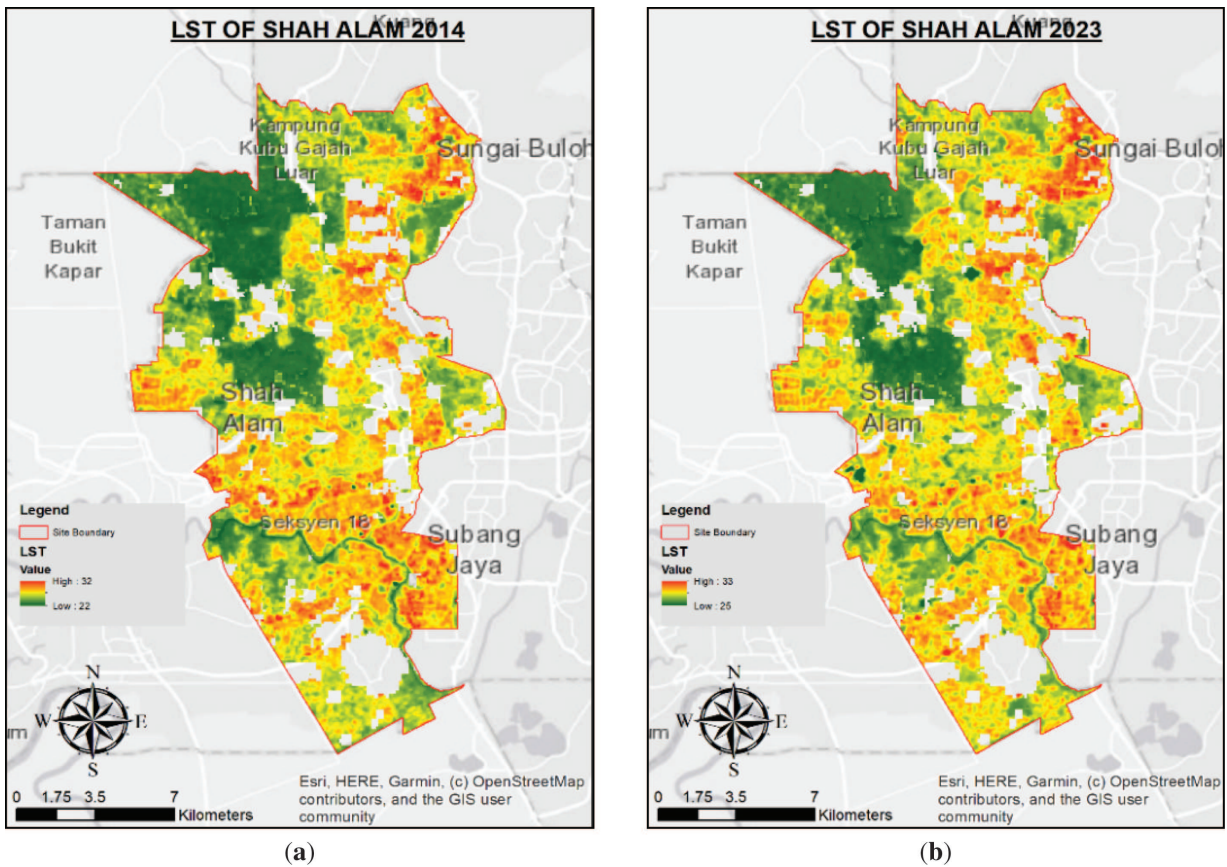 LST OF SHAH ALAM 2014
Kuang
Kampung
Kubu Gajah
Luar
Sungai Buloh
Taman
Bukit
Kapar
Shah
Alam
Legend
Site Boundary
LST
Value
High : 32
Low : 22
Seksyen 18
Subang
Jaya
N
W
E
S
um
0 1.75 3.5 7
Kilometers
Esri, HERE, Garmin, (c) OpenStreetMap
contributors, and the GIS user
community
(a)
LST OF SHAH ALAM 2023
Kuang
Kampung
Kubu Gajah
Luar
Sungai Buloh
Taman
Bukit
Kapar
Shah
Alam
Legend
Site Boundary
LST
Value
High : 33
Low : 25
Seksyen 18
Subang
Jaya
N
W
E
S
um
0 1.75 3.5 7
Kilometers
Esri, HERE, Garmin, (c) OpenStreetMap
contributors, and the GIS user
community
(b)